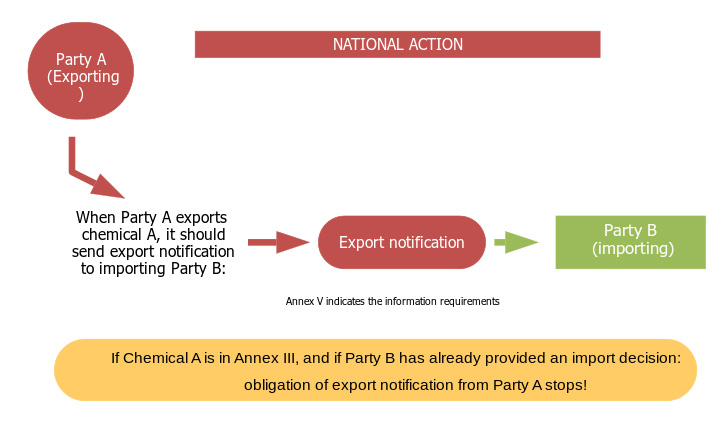 NATIONAL ACTION
Party A
(Exporting
)
When Party A exports
chemical A, it should
send export notification
to importing Party B:
Export notification
Party B
(importing)
Annex V indicates the information requirements
If Chemical A is in Annex III, and if Party B has already provided an import decision:
obligation of export notification from Party A stops!